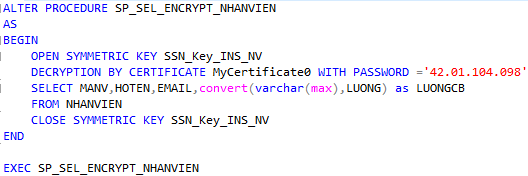 ALTER PROCEDURE SP_SEL_ENCRYPT_NHANVIEN
AS
BEGIN
OPEN SYMMETRIC KEY SSN_Key_INS_NV
DECRYPTION BY CERTIFICATE MyCertificate0 WITH PASSWORD ='42.01.104.098'
SELECT MANV,HOTEN,EMAIL,convert(varchar(max),LUONG) as LUONGCB
FROM NHANVIEN
CLOSE SYMMETRIC KEY SSN_Key_INS_NV
END
EXEC SP_SEL_ENCRYPT_NHANVIEN